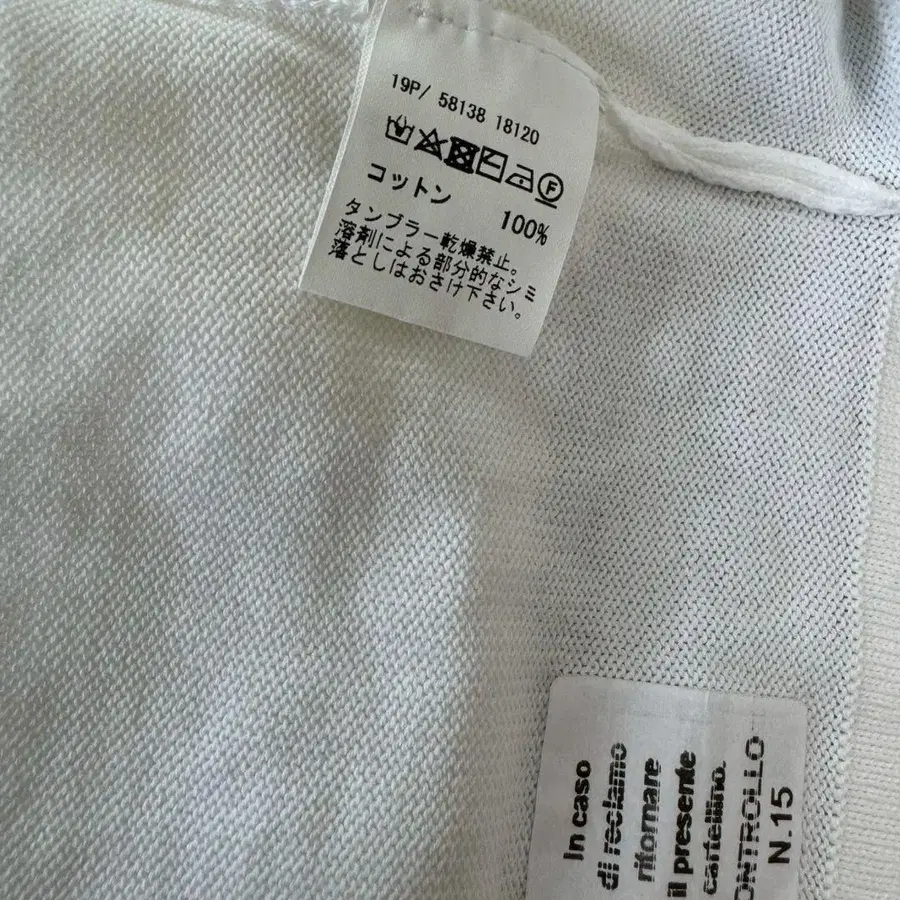 19P/ 58138 18120
F
コットン 100%
タンブラー乾燥禁止。
溶剤による部分的なシミ
落としはおさけ下さい。
In caso
di reclamo
ritornare
il presente
cartellino.
CONTROLLO
N.15